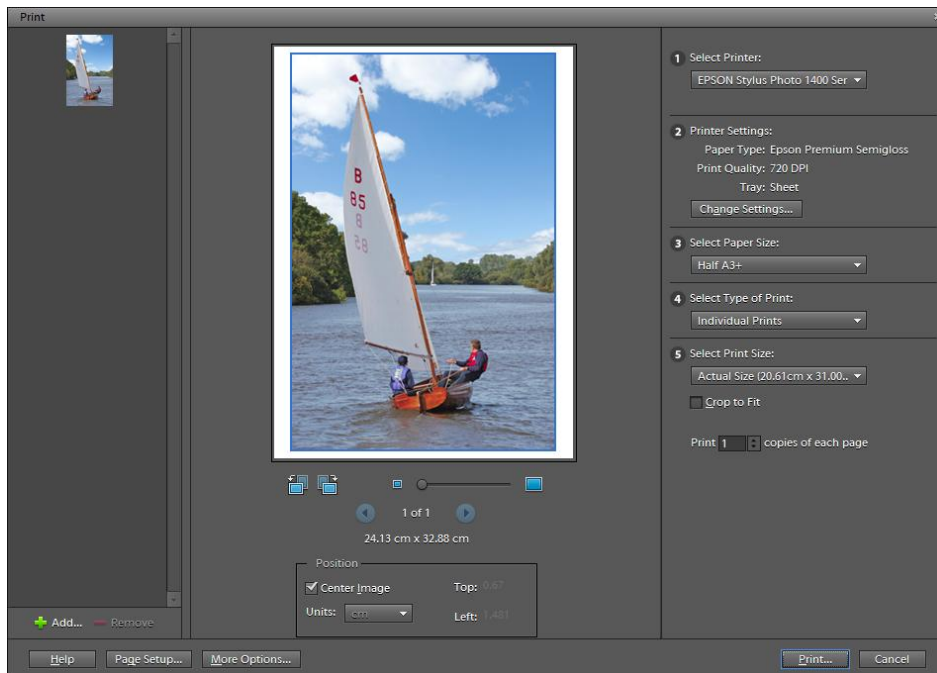 Print
B
85
1 of 1
24.13 cm x 32.88 cm
Position
Center Image
Top: 0.67
Units: cm
Left: 1.481
Add...
Remove
1 Select Printer:
EPSON Stylus Photo 1400 Ser
2 Printer Settings:
Paper Type: Epson Premium Semigloss
Print Quality: 720 DPI
Tray: Sheet
Change Settings...
3 Select Paper Size:
Half A3+
4 Select Type of Print:
Individual Prints
5 Select Print Size:
Actual Size (20.61cm x 31.00..
Crop to Fit
Print 1 copies of each page
Help
Page Setup...
More Options...
Print...
Cancel